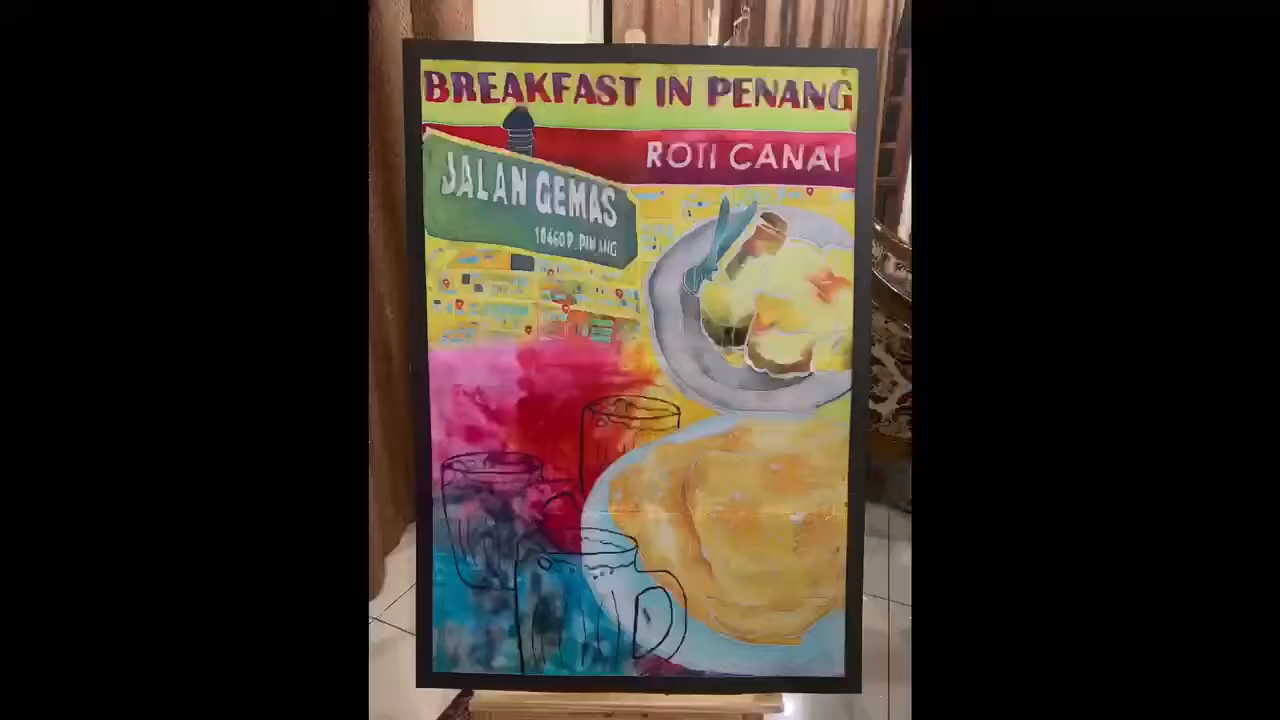 BREAKFAST IN PENANG
ROTI CANAI
JALAN GEMAS
10460 P. PINANG